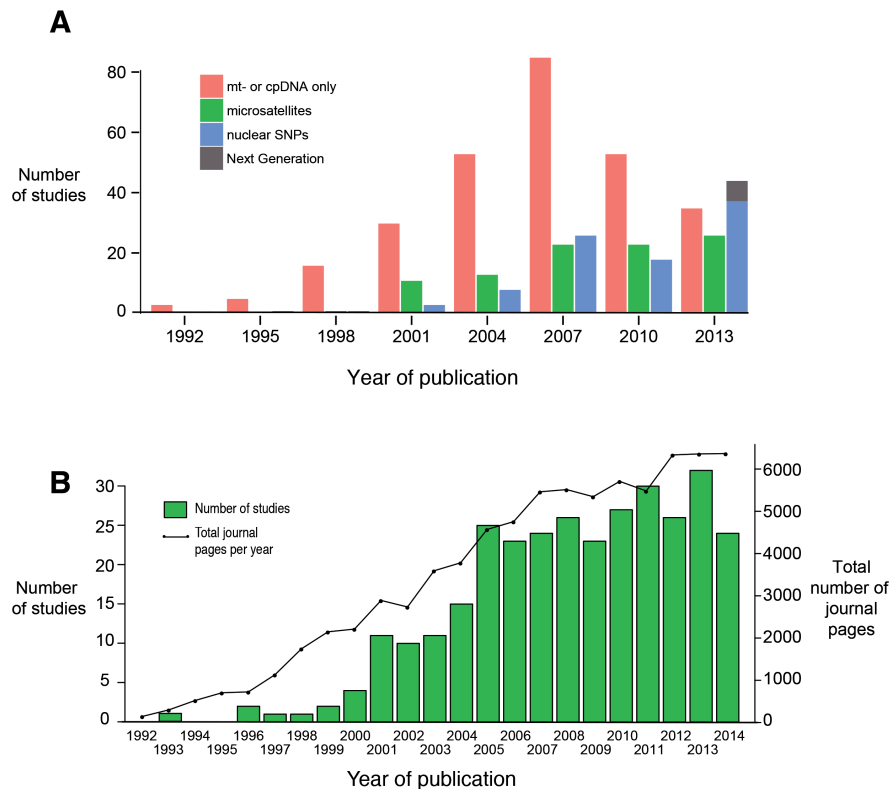 A
80
60
40
20
0
Number
of studies
mt- or cpDNA only
microsatellites
nuclear SNPs
Next Generation
1992 1995 1998 2001 2004 2007 2010 2013
Year of publication
B
30
25
20
15
10
5
0
Number
of studies
Number of studies
Total journal
pages per year
6000
5000
4000
3000
2000
1000
0
Total
number of
journal
pages
1992 1994 1996 1998 2000 2002 2004 2006 2008 2010 2012 2014
1993 1995 1997 1999 2001 2003 2005 2007 2009 2011 2013
Year of publication